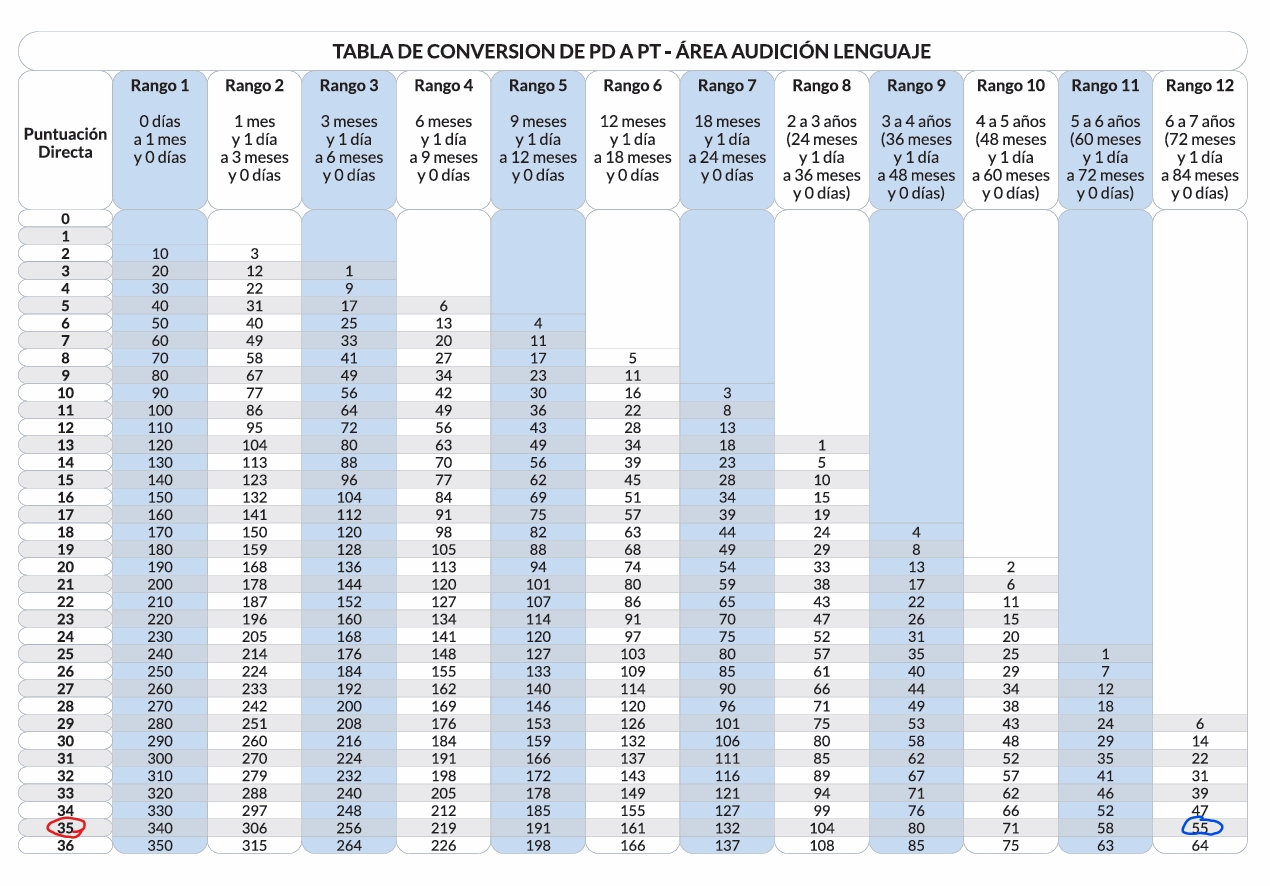 TABLA DE CONVERSION DE PD A PT - ÁREA AUDICIÓN LENGUAJE
Puntuación Directa
Rango 1 0 días a 1 mes y 0 días
Rango 2 1 mes y 1 día a 3 meses y 0 días
Rango 3 3 meses y 1 día a 6 meses y 0 días
Rango 4 6 meses y 1 día a 9 meses y 0 días
Rango 5 9 meses y 1 día a 12 meses y 0 días
Rango 6 12 meses y 1 día a 18 meses y 0 días
Rango 7 18 meses y 1 día a 24 meses y 0 días
Rango 8 2 a 3 años (24 meses y 1 día a 36 meses y 0 días)
Rango 9 3 a 4 años (36 meses y 1 día a 48 meses y 0 días)
Rango 10 4 a 5 años (48 meses y 1 día a 60 meses y 0 días)
Rango 11 5 a 6 años (60 meses y 1 día a 72 meses y 0 días)
Rango 12 6 a 7 años (72 meses y 1 día a 84 meses y 0 días)
0
1
2 10 3
3 20 12 1
4 30 22 9
5 40 31 17 6
6 50 40 25 13 4
7 60 49 33 20 11
8 70 58 41 27 17 5
9 80 67 49 34 23 11
10 90 77 56 42 30 16 3
11 100 86 64 49 36 22 8
12 110 95 72 56 43 28 13
13 120 104 80 63 49 34 18 1
14 130 113 88 70 56 39 23 5
15 140 123 96 77 62 45 28 10
16 150 132 104 84 69 51 34 15
17 160 141 112 91 75 57 39 19
18 170 150 120 98 82 63 44 24 4
19 180 159 128 105 88 68 49 29 8
20 190 168 136 113 94 74 54 33 13 2
21 200 178 144 120 101 80 59 38 17 6
22 210 187 152 127 107 86 65 43 22 11
23 220 196 160 134 114 91 70 47 26 15
24 230 205 168 141 120 97 75 52 31 20
25 240 214 176 148 127 103 80 57 35 25 1
26 250 224 184 155 133 109 85 61 40 29 7
27 260 233 192 162 140 114 90 66 44 34 12
28 270 242 200 169 146 120 96 71 49 38 18
29 280 251 208 176 153 126 101 75 53 43 24 6
30 290 260 216 184 159 132 106 80 58 48 29 14
31 300 270 224 191 166 137 111 85 62 52 35 22
32 310 279 232 198 172 143 116 89 67 57 41 31
33 320 288 240 205 178 149 121 94 71 62 46 39
34 330 297 248 212 185 155 127 99 76 66 52 47
35 340 306 256 219 191 161 132 104 80 71 58 55
36 350 315 264 226 198 166 137 108 85 75 63 64